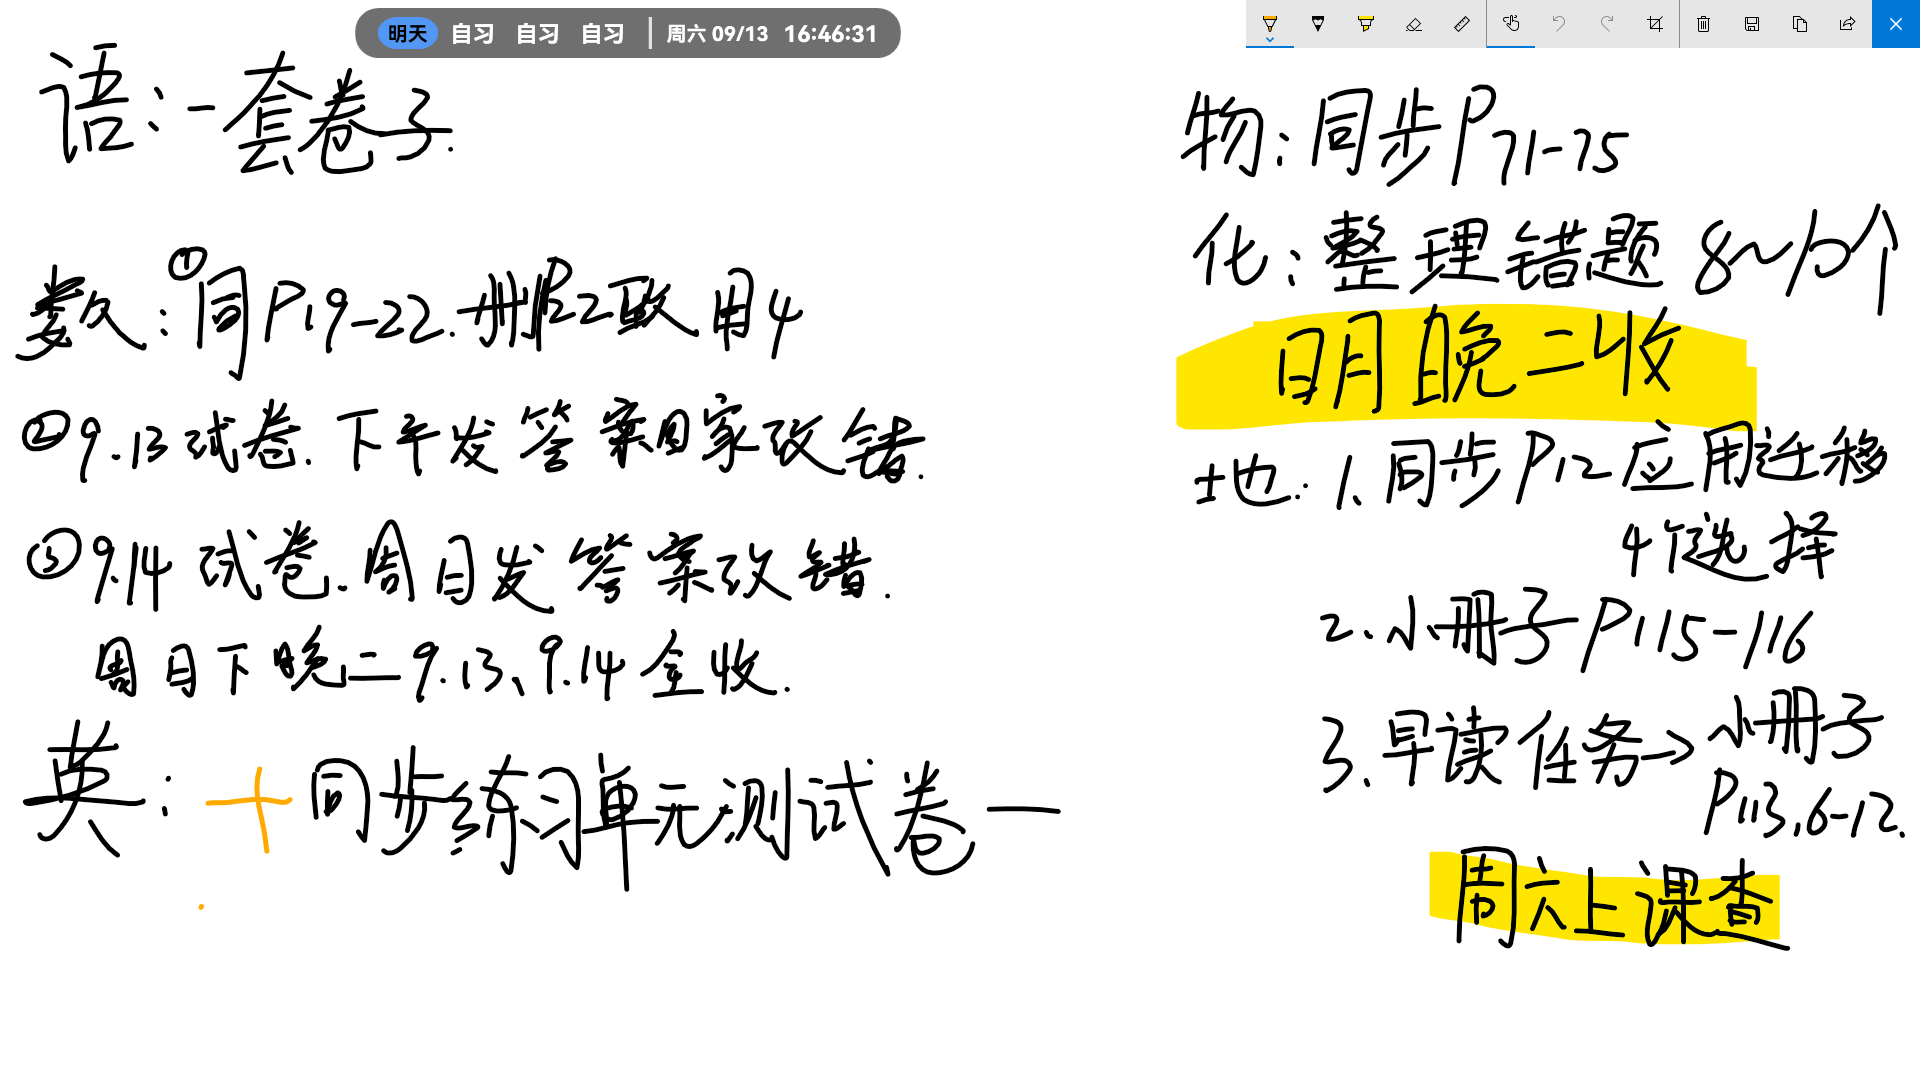 明天 自习 自习 自习 周六 09/13 16:46:31
语:一套卷子.
数:①同P19-22.册P22 用4
②9.13试卷.下午发答案回家改错.
③9.14试卷.周日发答案改错.
周日下晚二9.13、9.14全收.
英:十同步练习单元测试卷一
物:同步P71-75
化:整理错题8~10个
明晚二收
地.1.同步P12应用迁移
4个选择
2.小册子P115-116
3.早读任务→小册子
P113,6-12.
周六上课查